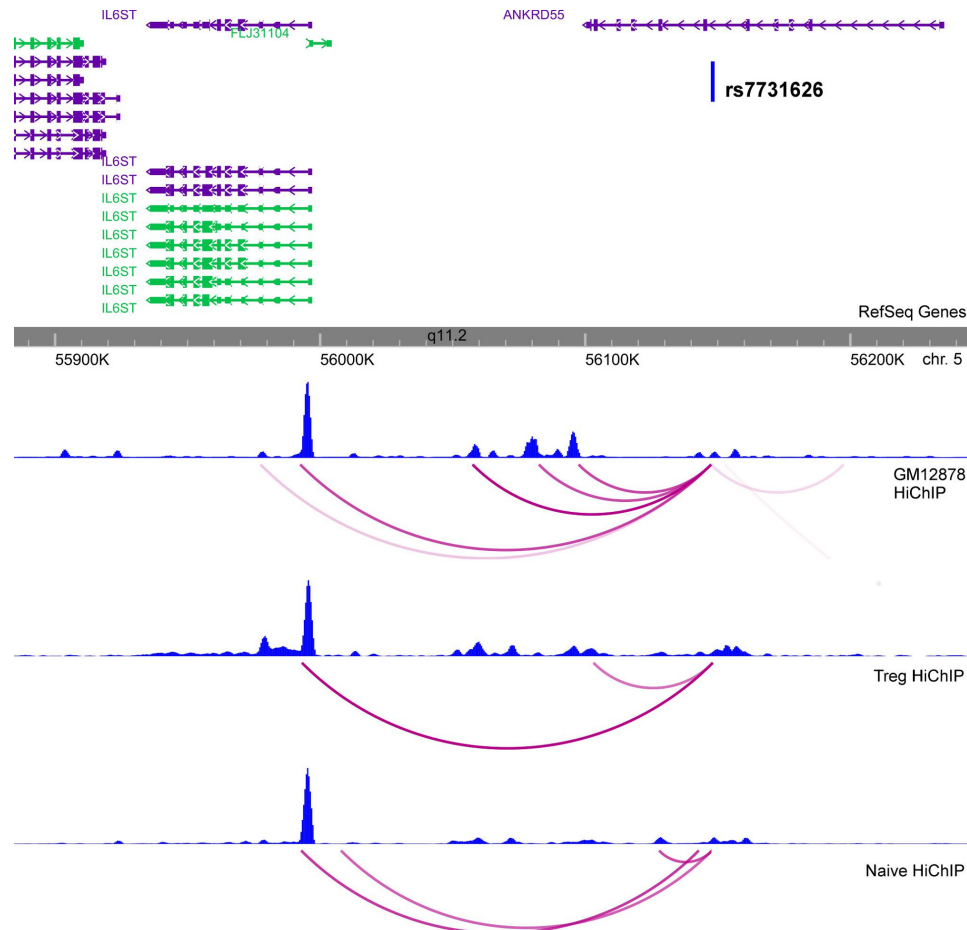 IL6ST
ANKRD55
FLJ31104
rs7731626
IL6ST
IL6ST
IL6ST
IL6ST
IL6ST
IL6ST
IL6ST
IL6ST
IL6ST
RefSeq Genes
q11.2
55900K 56000K 56100K 56200K chr. 5
GM12878
HiChIP
Treg HiChIP
Naive HiChIP